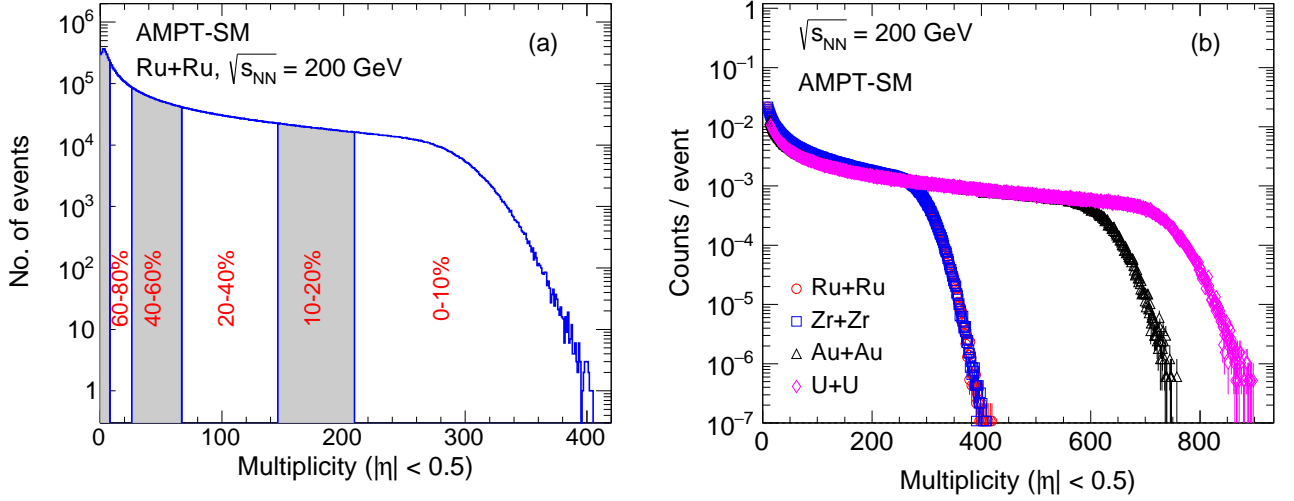 No. of events
10⁶
10⁵
10⁴
10³
10²
10
1
AMPT-SM
(a)
Ru+Ru, √s_NN = 200 GeV
60-80%
40-60%
20-40%
10-20%
0-10%
0 100 200 300 400
Multiplicity (|η| < 0.5)
Counts / event
1
10⁻¹
10⁻²
10⁻³
10⁻⁴
10⁻⁵
10⁻⁶
10⁻⁷
√s_NN = 200 GeV
(b)
AMPT-SM
Ru+Ru
Zr+Zr
Au+Au
U+U
0 200 400 600 800
Multiplicity (|η| < 0.5)